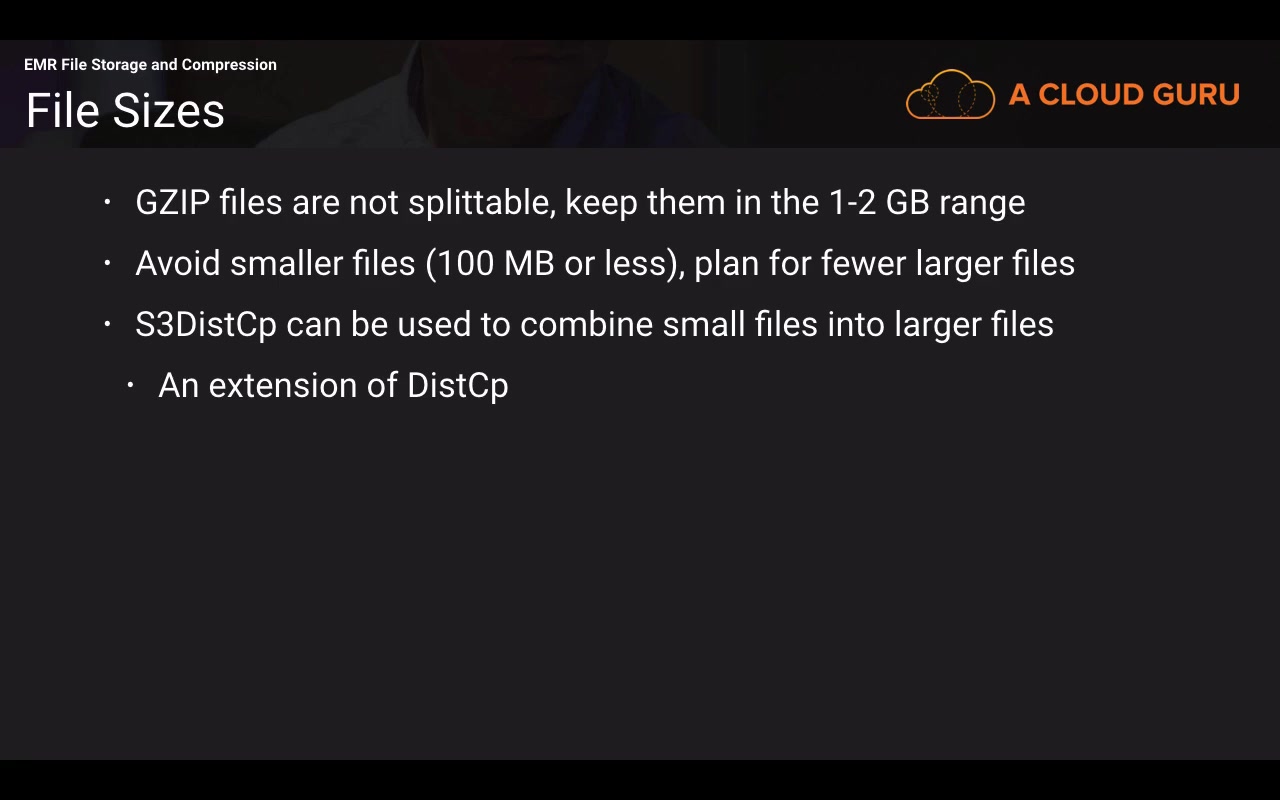 EMR File Storage and Compression
File Sizes
A CLOUD GURU
• GZIP files are not splittable, keep them in the 1-2 GB range
• Avoid smaller files (100 MB or less), plan for fewer larger files
• S3DistCp can be used to combine small files into larger files
• An extension of DistCp